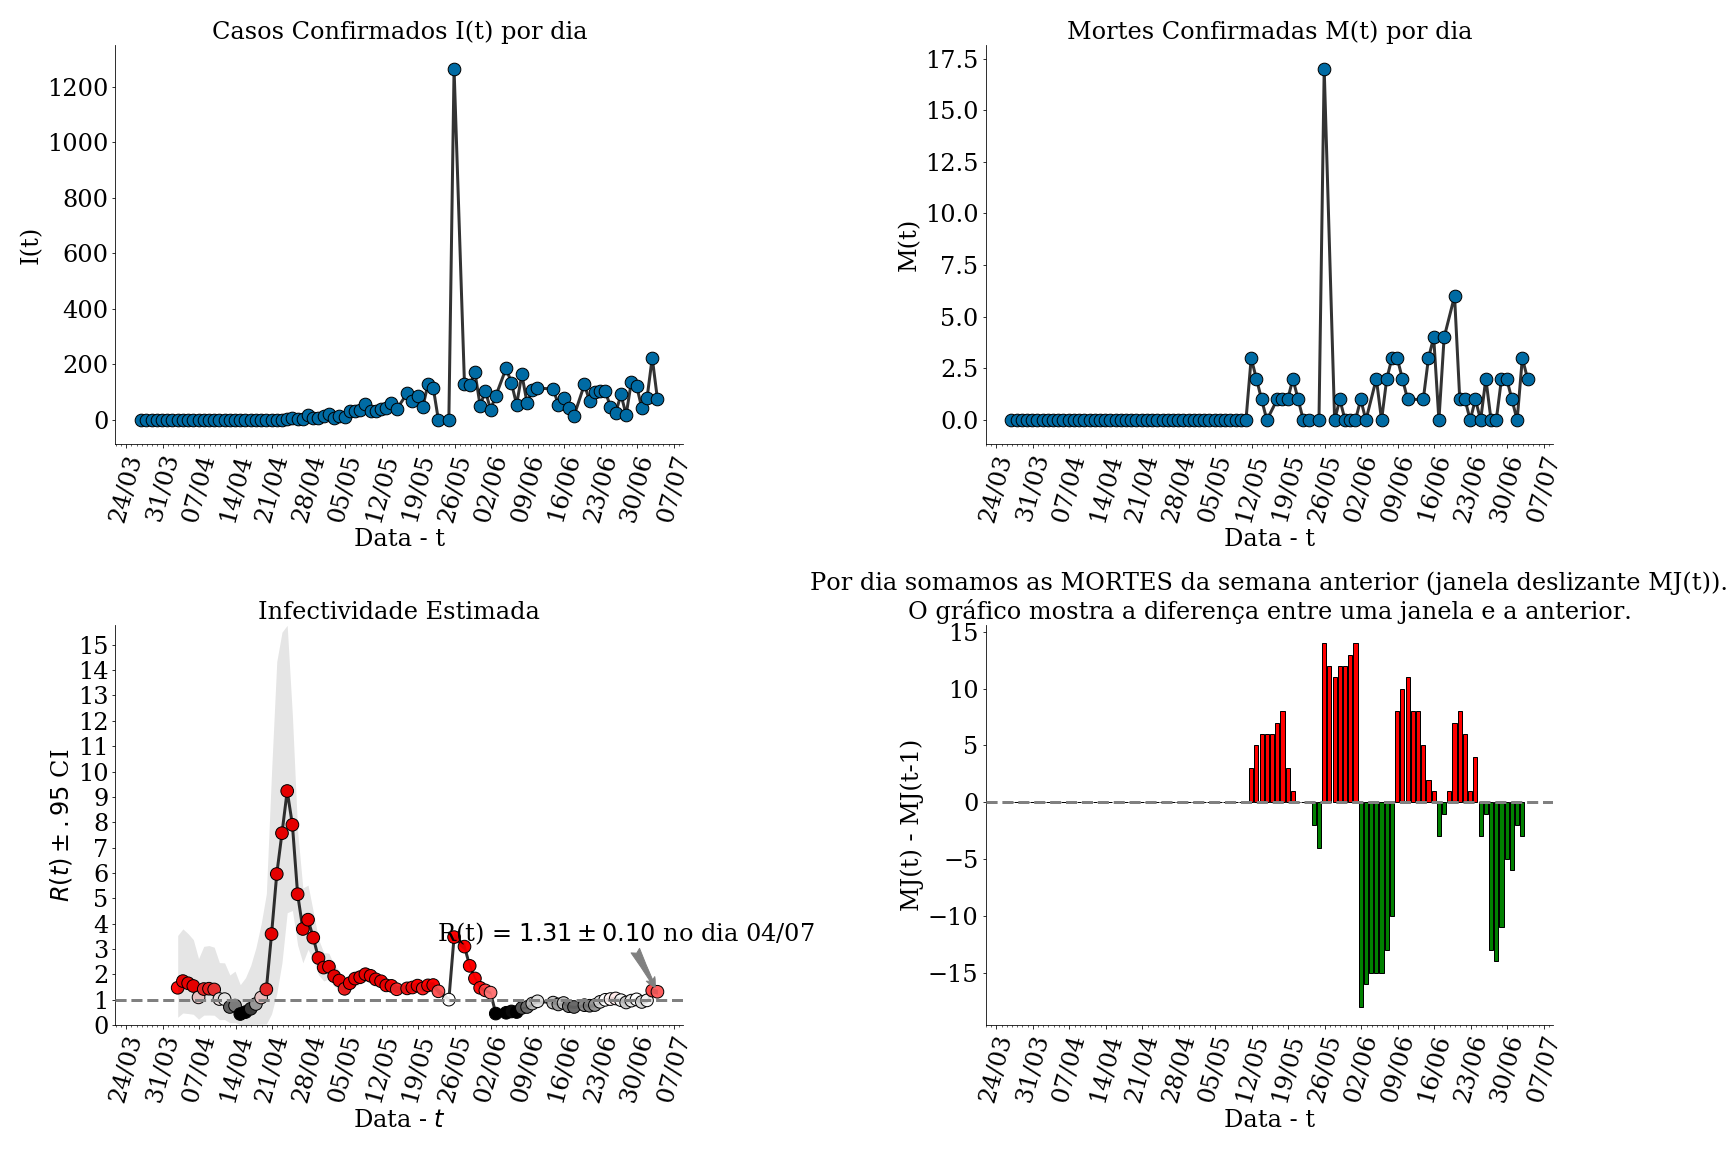 Casos Confirmados I(t) por dia
I(t)
1200
1000
800
600
400
200
0
24/03 31/03 07/04 14/04 21/04 28/04 05/05 12/05 19/05 26/05 02/06 09/06 16/06 23/06 30/06 07/07
Data - t
Mortes Confirmadas M(t) por dia
M(t)
17.5
15.0
12.5
10.0
7.5
5.0
2.5
0.0
24/03 31/03 07/04 14/04 21/04 28/04 05/05 12/05 19/05 26/05 02/06 09/06 16/06 23/06 30/06 07/07
Data - t
Infectividade Estimada
R(t) ± .95 CI
15
14
13
12
11
10
9
8
7
6
5
4
3
2
1
0
R(t) = 1.31 ± 0.10 no dia 04/07
24/03 31/03 07/04 14/04 21/04 28/04 05/05 12/05 19/05 26/05 02/06 09/06 16/06 23/06 30/06 07/07
Data - t
Por dia somamos as MORTES da semana anterior (janela deslizante MJ(t)).
O gráfico mostra a diferença entre uma janela e a anterior.
MJ(t) - MJ(t-1)
15
10
5
0
−5
−10
−15
24/03 31/03 07/04 14/04 21/04 28/04 05/05 12/05 19/05 26/05 02/06 09/06 16/06 23/06 30/06 07/07
Data - t